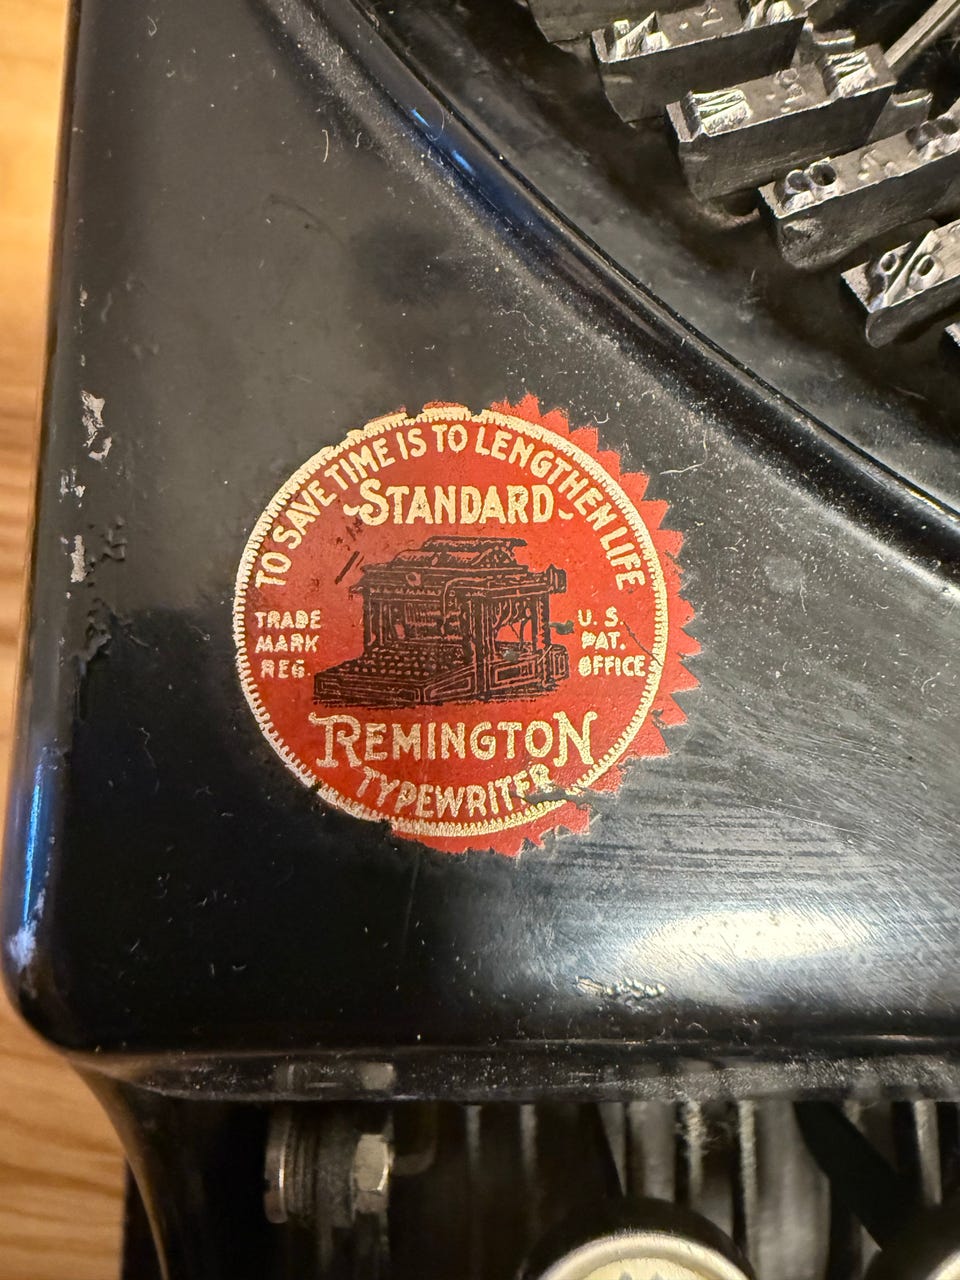 TO SAVE TIME IS TO LENGTHEN LIFE
STANDARD
TRADE
MARK
REG.
U. S.
PAT.
OFFICE
REMINGTON
TYPEWRITER